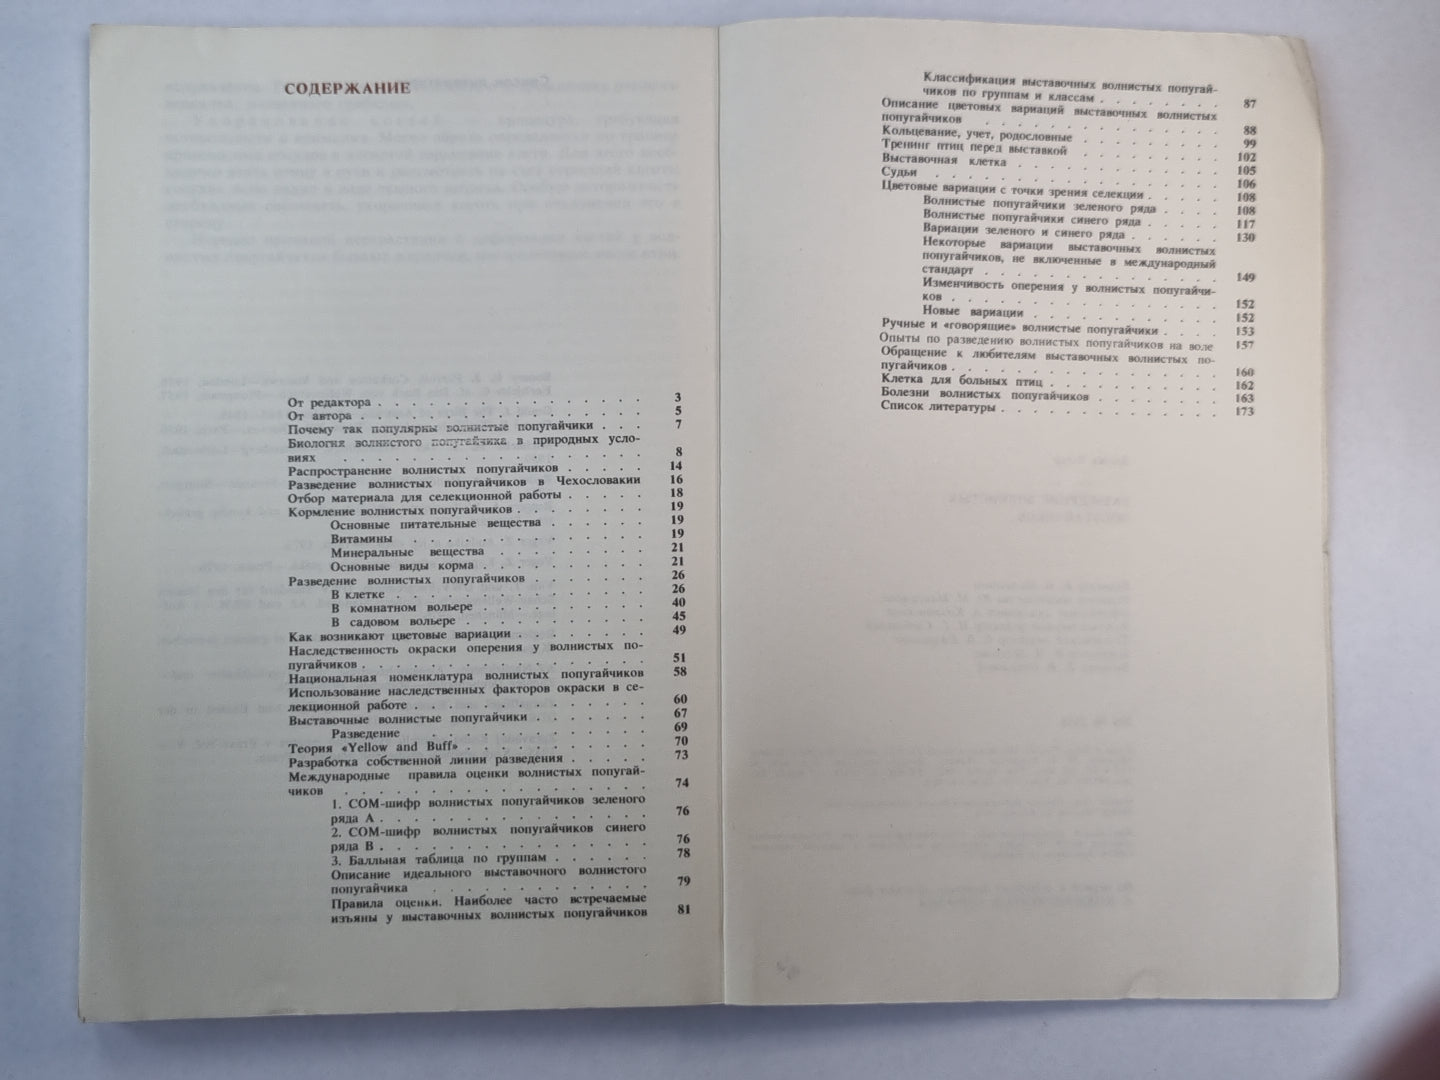 СОДЕРЖАНИЕ
От редактора . . . . . . . . . . . . . . . 3
От автора . . . . . . . . . . . . . . . . 5
Почему так популярны волнистые попугайчики . . . 7
Биология волнистого попугайчика в природных усло-
виях . . . . . . . . . . . . . . . . . 8
Распространение волнистых попугайчиков . . . . . 14
Разведение волнистых попугайчиков в Чехословакии 16
Отбор материала для селекционной работы . . . . . 18
Кормление волнистых попугайчиков . . . . . . . . 19
Основные питательные вещества . . . . . . 19
Витамины . . . . . . . . . . . . . 19
Минеральные вещества . . . . . . . . . 21
Основные виды корма . . . . . . . . . . 21
Разведение волнистых попугайчиков . . . . . . . 26
В клетке . . . . . . . . . . . . . . 26
В комнатном вольере . . . . . . . . . . 40
В садовом вольере . . . . . . . . . . . 45
Как возникают цветовые вариации . . . . . . . . 49
Наследственность окраски оперения у волнистых по-
пугайчиков . . . . . . . . . . . . . . . . 51
Национальная номенклатура волнистых попугайчиков 58
Использование наследственных факторов окраски в се-
лекционной работе . . . . . . . . . . . . . 60
Выставочные волнистые попугайчики . . . . . . . 67
Разведение . . . . . . . . . . . . . 69
Теория «Yellow and Buff» . . . . . . . . . . . 70
Разработка собственной линии разведения . . . . . 73
Международные правила оценки волнистых попугай-
чиков . . . . . . . . . . . . . . . . . 74
1. СОМ-шифр волнистых попугайчиков зеленого
ряда А . . . . . . . . . . . . . . . 76
2. СОМ-шифр волнистых попугайчиков синего
ряда В . . . . . . . . . . . . . . . 76
3. Балльная таблица по группам . . . . . . 78
Описание идеального выставочного волнистого
попугайчика . . . . . . . . . . . . 79
Правила оценки. Наиболее часто встречаемые
изъяны у выставочных волнистых попугайчиков 81
Классификация выставочных волнистых попугай-
чиков по группам и классам . . . . . . . 87
Описание цветовых вариаций выставочных волнистых
попугайчиков . . . . . . . . . . . . . . 88
Кольцевание, учет, родословные . . . . . . . . 99
Тренинг птиц перед выставкой . . . . . . . . 102
Выставочная клетка . . . . . . . . . . . . 105
Судьи . . . . . . . . . . . . . . . . 106
Цветовые вариации с точки зрения селекции . . . . 108
Волнистые попугайчики зеленого ряда . . . . 108
Волнистые попугайчики синего ряда . . . . . 117
Вариации зеленого и синего ряда . . . . . . 130
Некоторые вариации выставочных волнистых
попугайчиков, не включенные в международный
стандарт . . . . . . . . . . . . . . 149
Изменчивость оперения у волнистых попугайчи-
ков . . . . . . . . . . . . . . . . 152
Новые вариации . . . . . . . . . . . . 152
Ручные и «говорящие» волнистые попугайчики . . . . 153
Опыты по разведению волнистых попугайчиков на воле 157
Обращение к любителям выставочных волнистых по-
пугайчиков . . . . . . . . . . . . . . . . 160
Клетка для больных птиц . . . . . . . . . . . 162
Болезни волнистых попугайчиков . . . . . . . . 163
Список литературы . . . . . . . . . . . . . 173